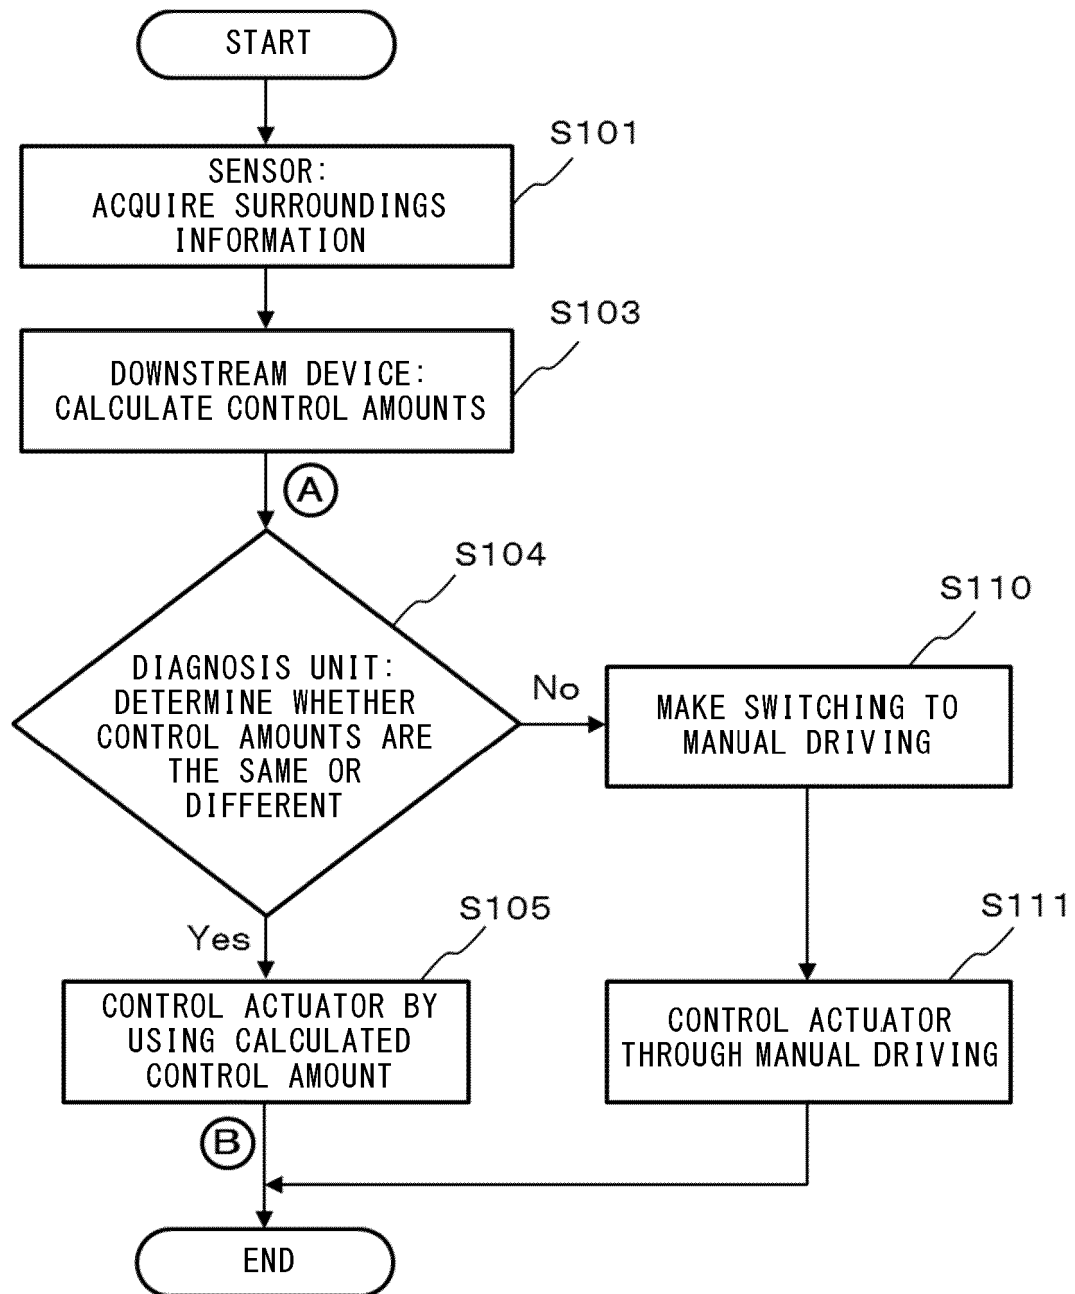 START
S101
SENSOR:
ACQUIRE SURROUNDINGS
INFORMATION
S103
DOWNSTREAM DEVICE:
CALCULATE CONTROL AMOUNTS
A
S104
DIAGNOSIS UNIT:
DETERMINE WHETHER
CONTROL AMOUNTS ARE
THE SAME OR
DIFFERENT
No
S110
MAKE SWITCHING TO
MANUAL DRIVING
Yes
S105
CONTROL ACTUATOR BY
USING CALCULATED
CONTROL AMOUNT
S111
CONTROL ACTUATOR
THROUGH MANUAL DRIVING
B
END